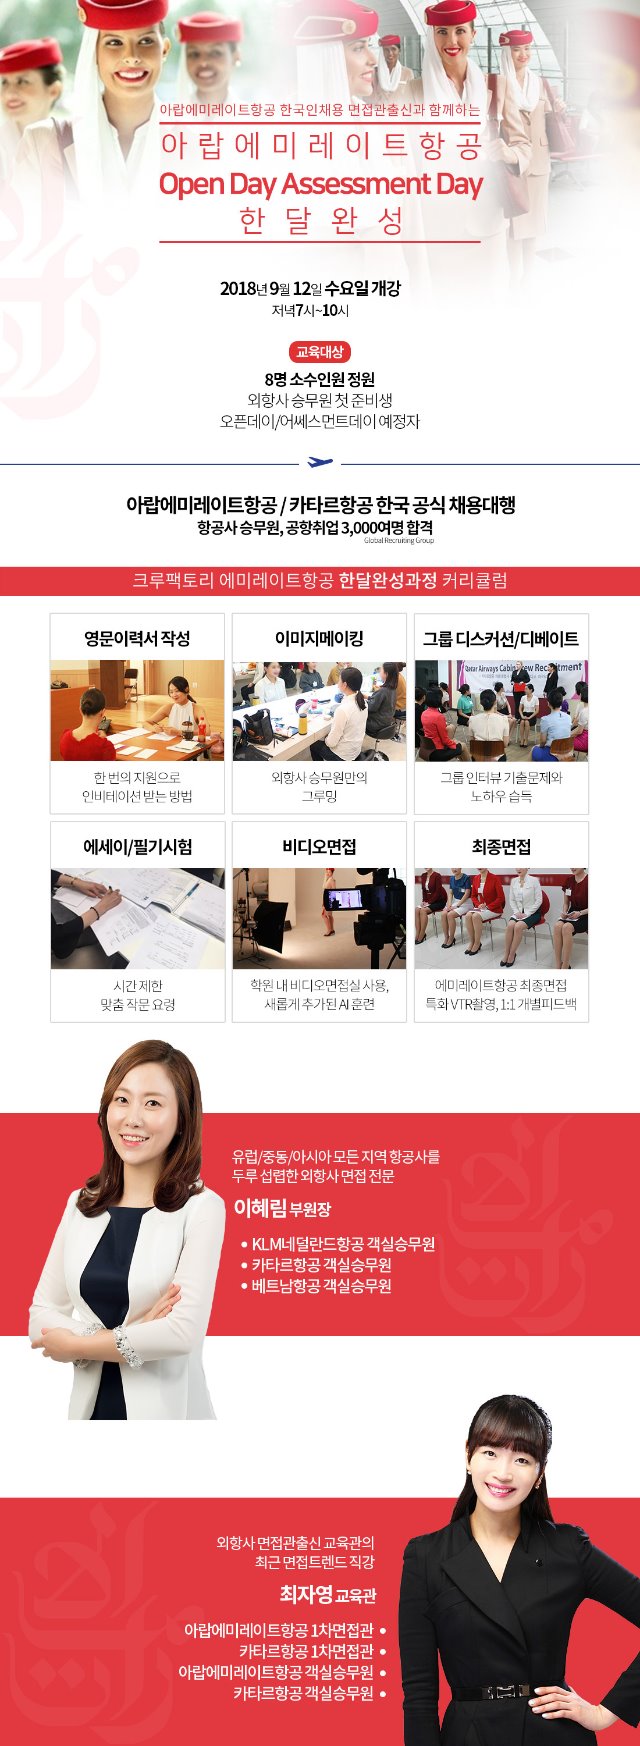 아랍에미레이트항공 한국인채용 면접관출신과 함께하는
아랍에미레이트항공
Open Day Assessment Day
한달완성
2018년 9월 12일 수요일 개강
저녁7시~10시
교육대상
8명 소수인원 정원
외항사 승무원 첫 준비생
오픈데이/어쎄스먼트데이 예정자
아랍에미레이트항공 / 카타르항공 한국 공식 채용대행
항공사 승무원, 공항취업 3,000여명 합격
Global Recruiting Group
크루팩토리 에미레이트항공 한달완성과정 커리큘럼
영문이력서 작성
한 번의 지원으로
인비테이션 받는 방법
이미지메이킹
외항사 승무원만의
그루밍
그룹 디스커션/디베이트
Qatar Airways Cabin Crew Recruitment
그룹 인터뷰 기출문제와
노하우 습득
에세이/필기시험
시간 제한
맞춤 작문 요령
비디오면접
학원 내 비디오면접실 사용,
새롭게 추가된 AI 훈련
최종면접
에미레이트항공 최종면접
특화 VTR촬영, 1:1 개별피드백
유럽/중동/아시아 모든 지역 항공사를
두루 섭렵한 외항사 면접 전문
이혜림 부원장
• KLM네덜란드항공 객실승무원
• 카타르항공 객실승무원
• 베트남항공 객실승무원
외항사 면접관출신 교육관의
최근 면접트렌드 직강
최자영 교육관
아랍에미레이트항공 1차면접관 •
카타르항공 1차면접관 •
아랍에미레이트항공 객실승무원 •
카타르항공 객실승무원 •